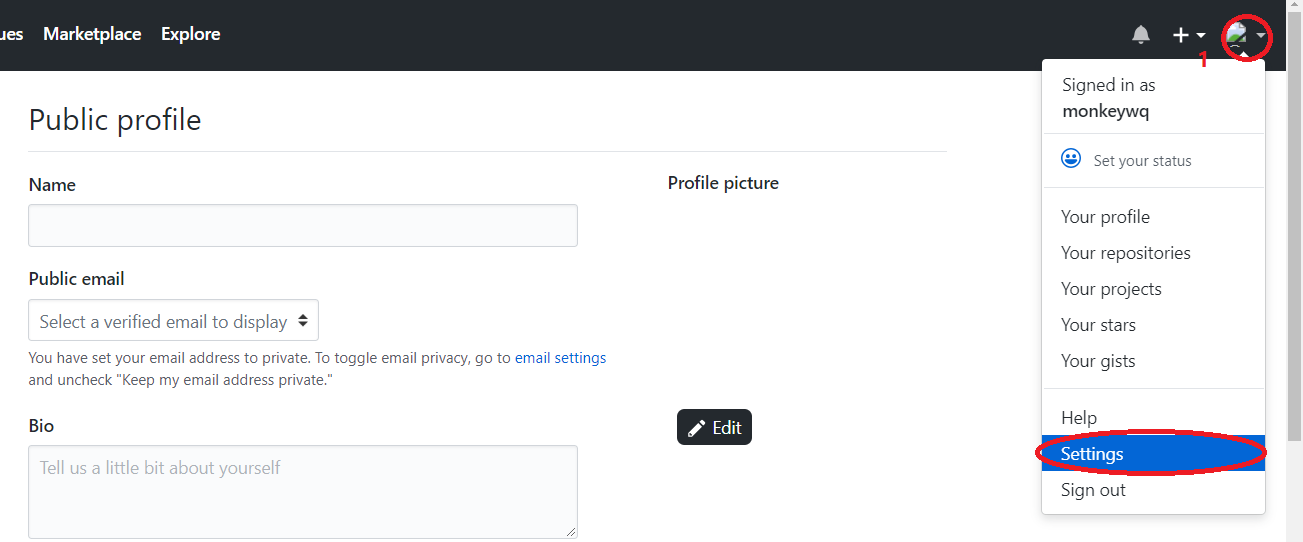 ues Marketplace Explore
1
Signed in as
monkeywq
Set your status
Your profile
Your repositories
Your projects
Your stars
Your gists
Help
Settings
Sign out
Public profile
Name
Profile picture
Public email
Select a verified email to display
You have set your email address to private. To toggle email privacy, go to email settings
and uncheck "Keep my email address private."
Bio
Edit
Tell us a little bit about yourself